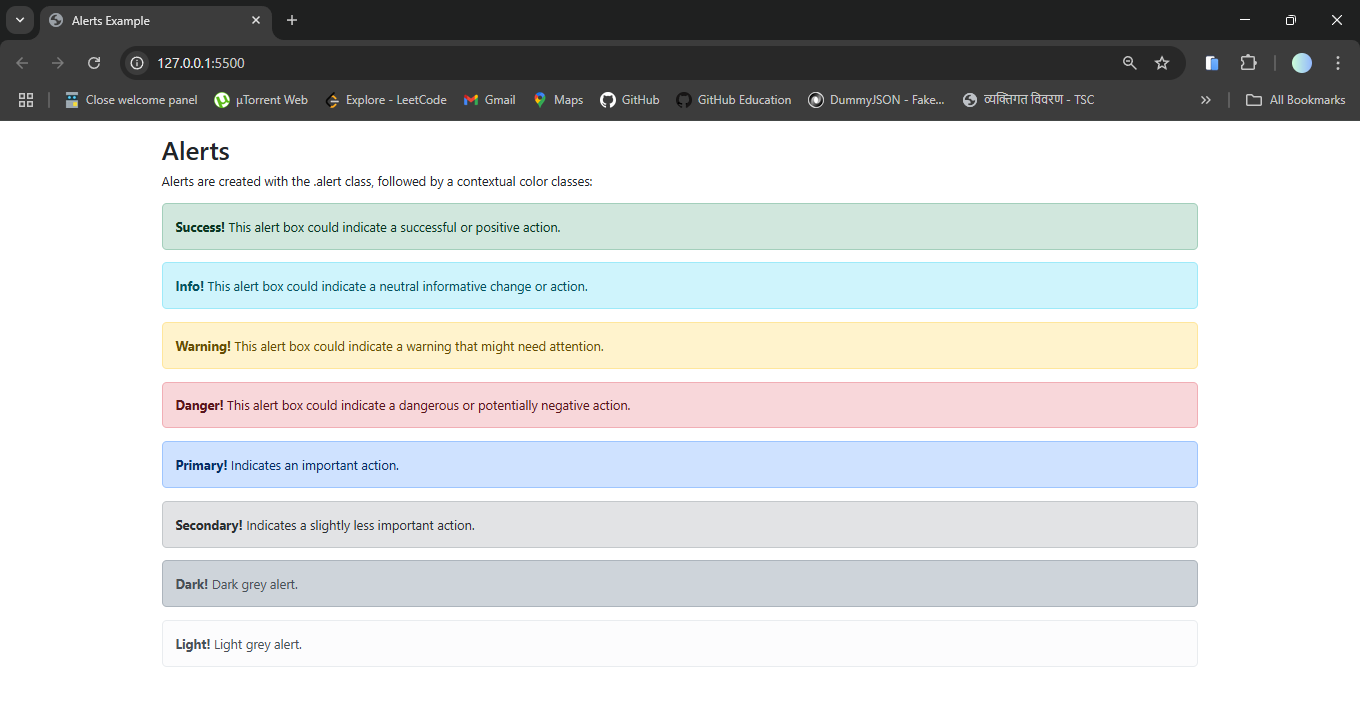 Alerts Example
127.0.0.1:5500
Close welcome panel µTorrent Web Explore - LeetCode Gmail Maps GitHub GitHub Education DummyJSON - Fake... व्यक्तिगत विवरण - TSC All Bookmarks
Alerts
Alerts are created with the .alert class, followed by a contextual color classes:
Success! This alert box could indicate a successful or positive action.
Info! This alert box could indicate a neutral informative change or action.
Warning! This alert box could indicate a warning that might need attention.
Danger! This alert box could indicate a dangerous or potentially negative action.
Primary! Indicates an important action.
Secondary! Indicates a slightly less important action.
Dark! Dark grey alert.
Light! Light grey alert.